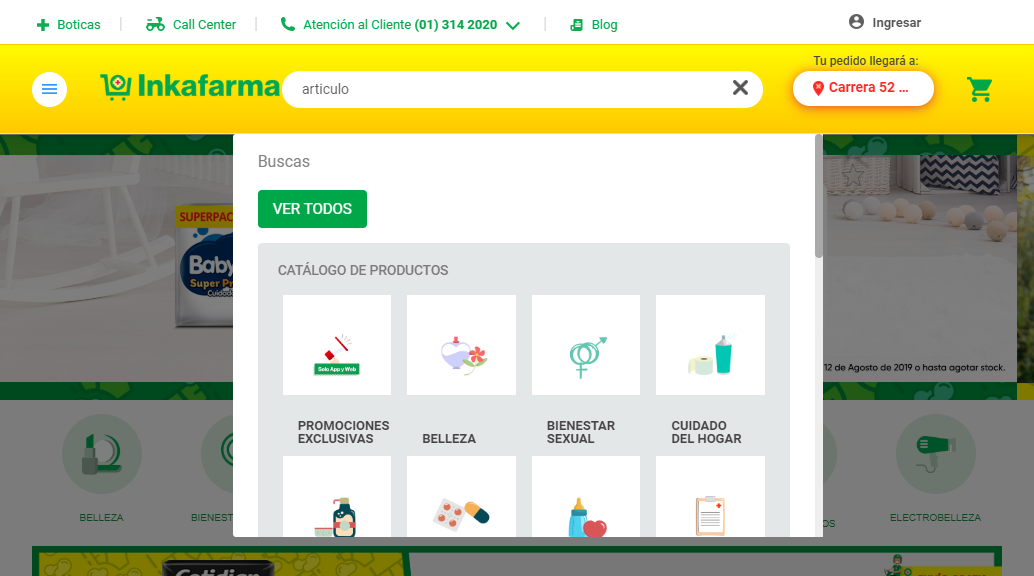 Boticas
Call Center
Atención al Cliente (01) 314 2020
Blog
Ingresar
Inkafarma
articulo
Tu pedido llegará a:
Carrera 52 ...
Buscas
VER TODOS
CATÁLOGO DE PRODUCTOS
Solo App y Web
PROMOCIONES
EXCLUSIVAS
BELLEZA
BIENESTAR
SEXUAL
CUIDADO
DEL HOGAR
SUPERPAC
Baby
Super Pr
Cuidado
12 de Agosto de 2019 o hasta agotar stock.
BELLEZA
BIENEST
OS
ELECTROBELLEZA